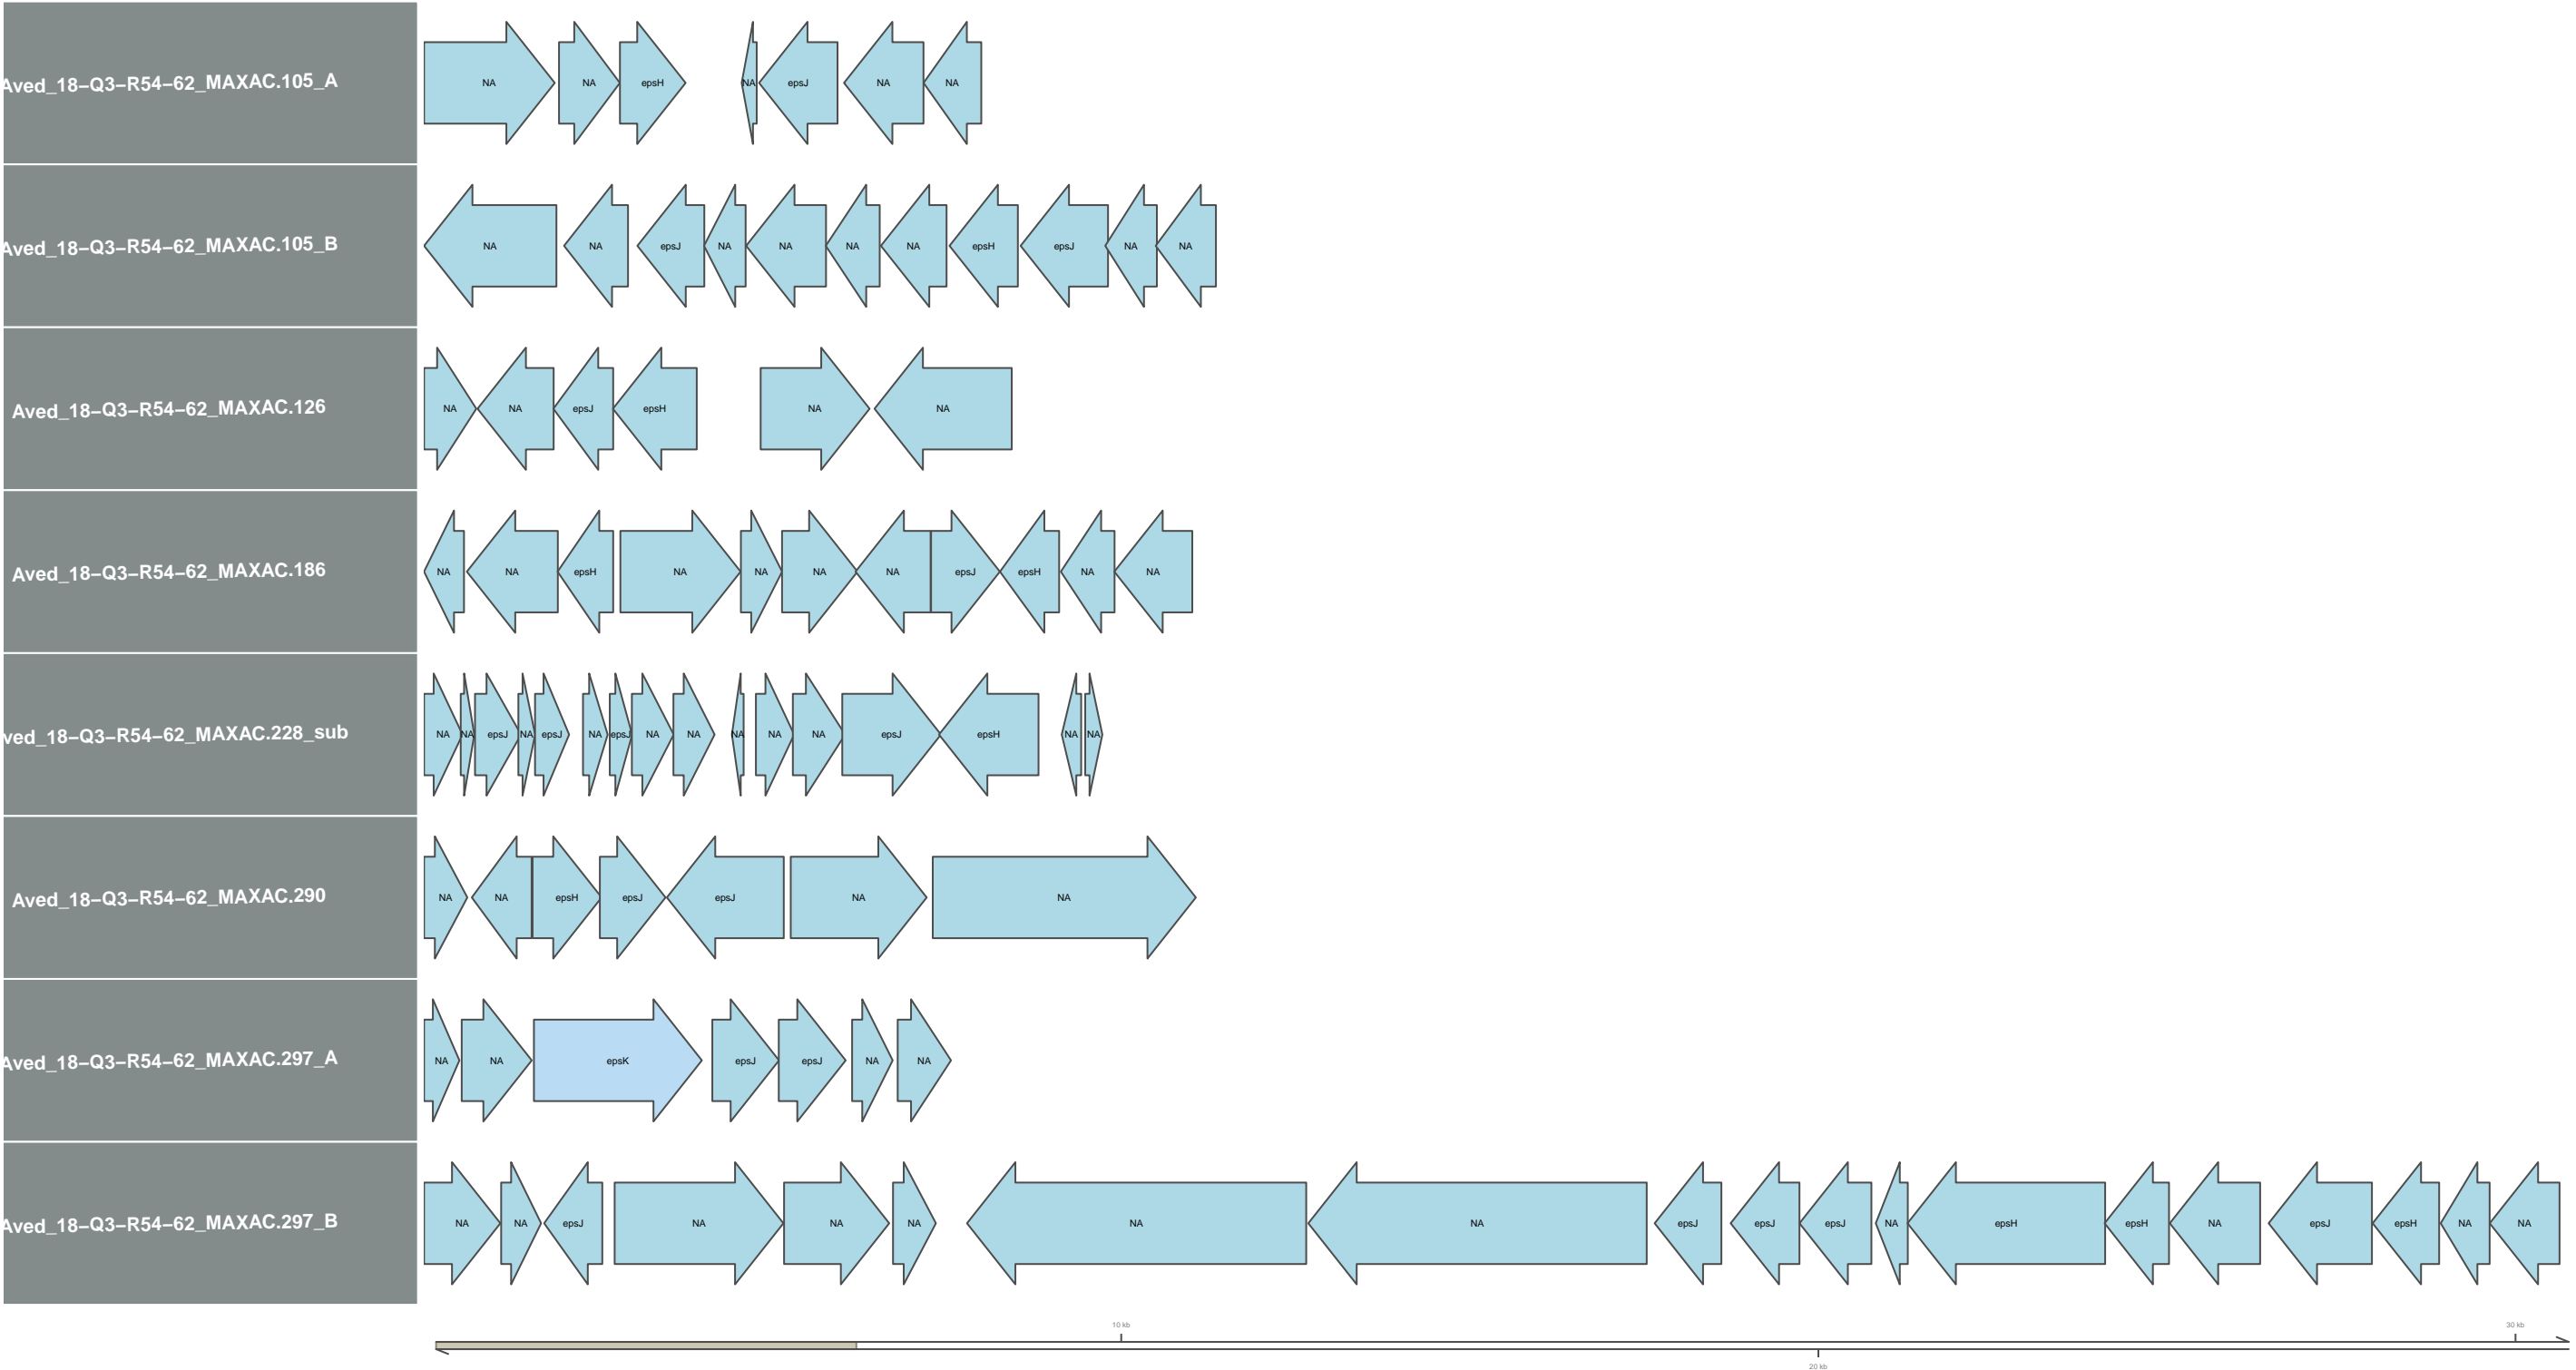 Aved_18–Q3–R54–62_MAXAC.105_A NA NA epsH NA epsJ NA NA
Aved_18–Q3–R54–62_MAXAC.105_B NA NA epsJ NA NA NA NA epsH epsJ NA NA
Aved_18–Q3–R54–62_MAXAC.126 NA NA epsJ epsH NA NA
Aved_18–Q3–R54–62_MAXAC.186 NA NA epsH NA NA NA NA epsJ epsH NA NA
ved_18–Q3–R54–62_MAXAC.228_sub NA NA epsJ NA epsJ NA epsJ NA NA NA NA NA epsJ epsH NA NA
Aved_18–Q3–R54–62_MAXAC.290 NA NA epsH epsJ epsJ NA NA
Aved_18–Q3–R54–62_MAXAC.297_A NA NA epsK epsJ epsJ NA NA
Aved_18–Q3–R54–62_MAXAC.297_B NA NA epsJ NA NA NA NA NA epsJ epsJ epsJ NA epsH epsH NA epsJ epsH NA NA
10 kb 30 kb
20 kb